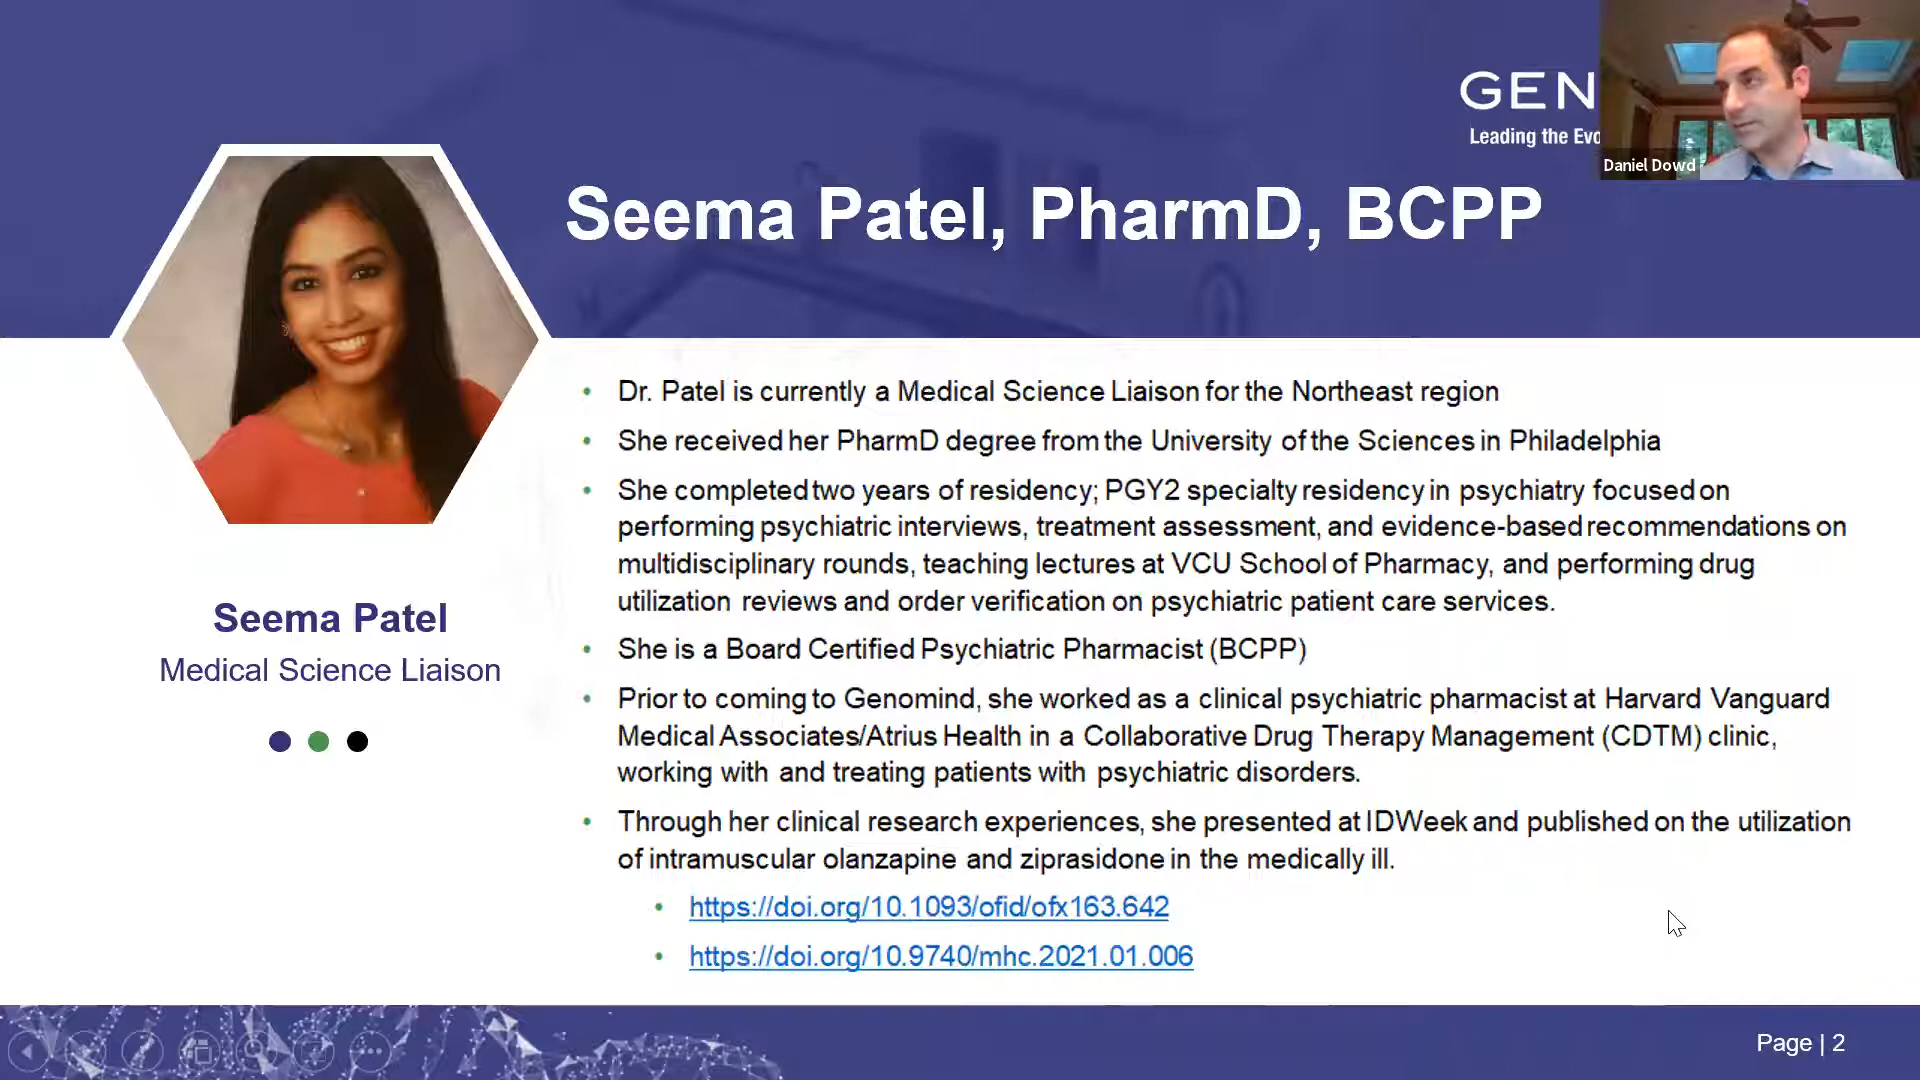 GEN
Leading the Evo
Daniel Dowd
Seema Patel, PharmD, BCPP
Seema Patel
Medical Science Liaison
• Dr. Patel is currently a Medical Science Liaison for the Northeast region
• She received her PharmD degree from the University of the Sciences in Philadelphia
• She completed two years of residency; PGY2 specialty residency in psychiatry focused on
performing psychiatric interviews, treatment assessment, and evidence-based recommendations on
multidisciplinary rounds, teaching lectures at VCU School of Pharmacy, and performing drug
utilization reviews and order verification on psychiatric patient care services.
• She is a Board Certified Psychiatric Pharmacist (BCPP)
• Prior to coming to Genomind, she worked as a clinical psychiatric pharmacist at Harvard Vanguard
Medical Associates/Atrius Health in a Collaborative Drug Therapy Management (CDTM) clinic,
working with and treating patients with psychiatric disorders.
• Through her clinical research experiences, she presented at IDWeek and published on the utilization
of intramuscular olanzapine and ziprasidone in the medically ill.
• https://doi.org/10.1093/ofid/ofx163.642
• https://doi.org/10.9740/mhc.2021.01.006
Page | 2